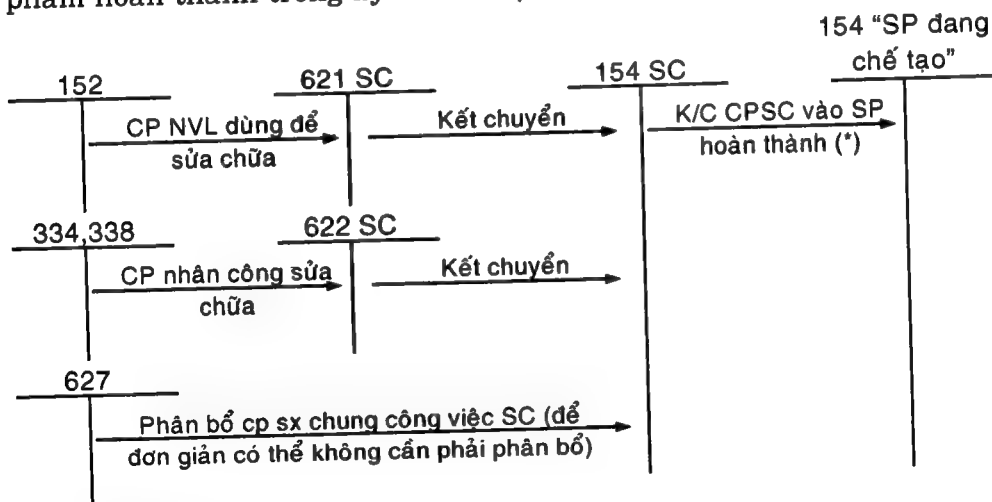 phẩm hoàn thành trong kỳ
154 “SP đang
chế tạo”
152
621 SC
154 SC
CP NVL dùng để
sửa chữa
Kết chuyển
K/C CPSC vào SP
hoàn thành (*)
334,338
622 SC
CP nhân công sửa
chữa
Kết chuyển
627
Phân bổ cp sx chung công việc SC (để
đơn giản có thể không cần phải phân bổ)